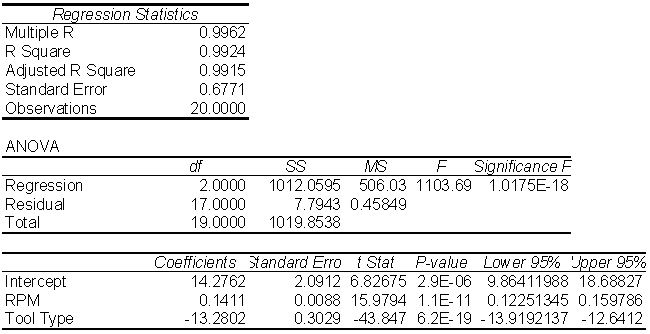 Regression Statistics
Multiple R 0.9962
R Square 0.9924
Adjusted R Square 0.9915
Standard Error 0.6771
Observations 20.0000
ANOVA
df SS MS F Significance F
Regression 2.0000 1012.0595 506.03 1103.69 1.0175E-18
Residual 17.0000 7.7943 0.45849
Total 19.0000 1019.8538
Coefficients Standard Erro t Stat P-value Lower 95% Upper 95%
Intercept 14.2762 2.0912 6.82675 2.9E-06 9.86411988 18.68827
RPM 0.1411 0.0088 15.9794 1.1E-11 0.12251345 0.159786
Tool Type -13.2802 0.3029 -43.847 6.2E-19 -13.9192137 -12.6412